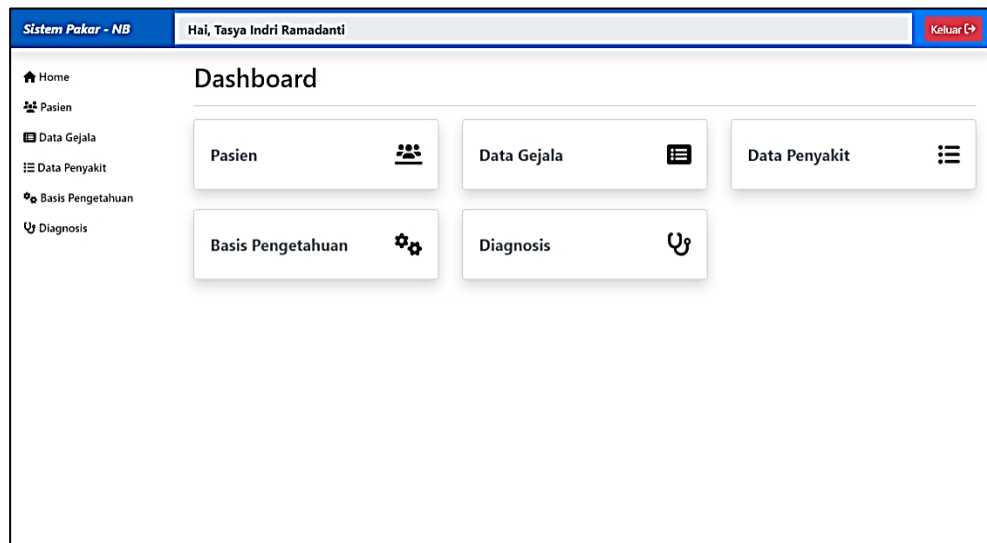 Sistem Pakar - NB
Hai, Tasya Indri Ramadanti
Keluar
Home
Pasien
Data Gejala
Data Penyakit
Basis Pengetahuan
Diagnosis
Dashboard
Pasien
Data Gejala
Data Penyakit
Basis Pengetahuan
Diagnosis